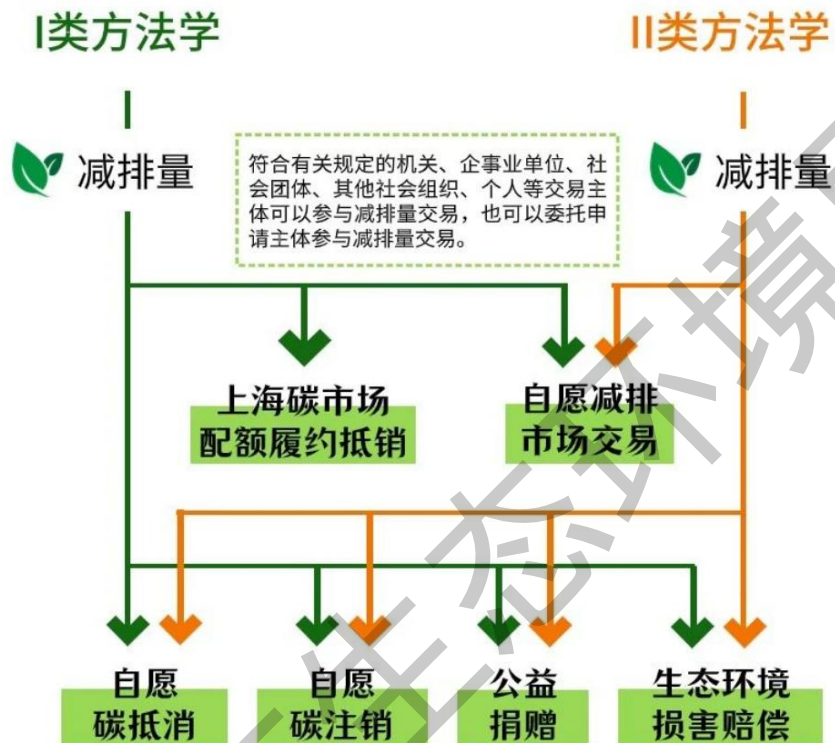 I类方法学
II类方法学
减排量
减排量
符合有关规定的机关、企事业单位、社
会团体、其他社会组织、个人等交易主
体可以参与减排量交易，也可以委托申
请主体参与减排量交易。
上海碳市场
配额履约抵销
自愿减排
市场交易
自愿
碳抵消
自愿
碳注销
公益
捐赠
生态环境
损害赔偿
生态环境